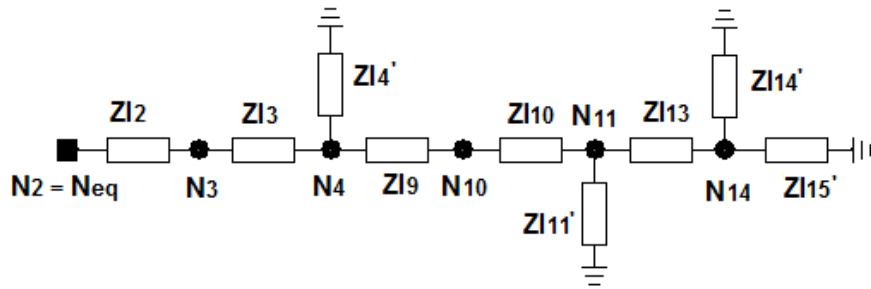 Zl4'
Zl14'
Zl2
Zl3
Zl10
N11
Zl13
N2 = Neq
N3
N4
Zl9
N10
Zl11'
N14
Zl15'